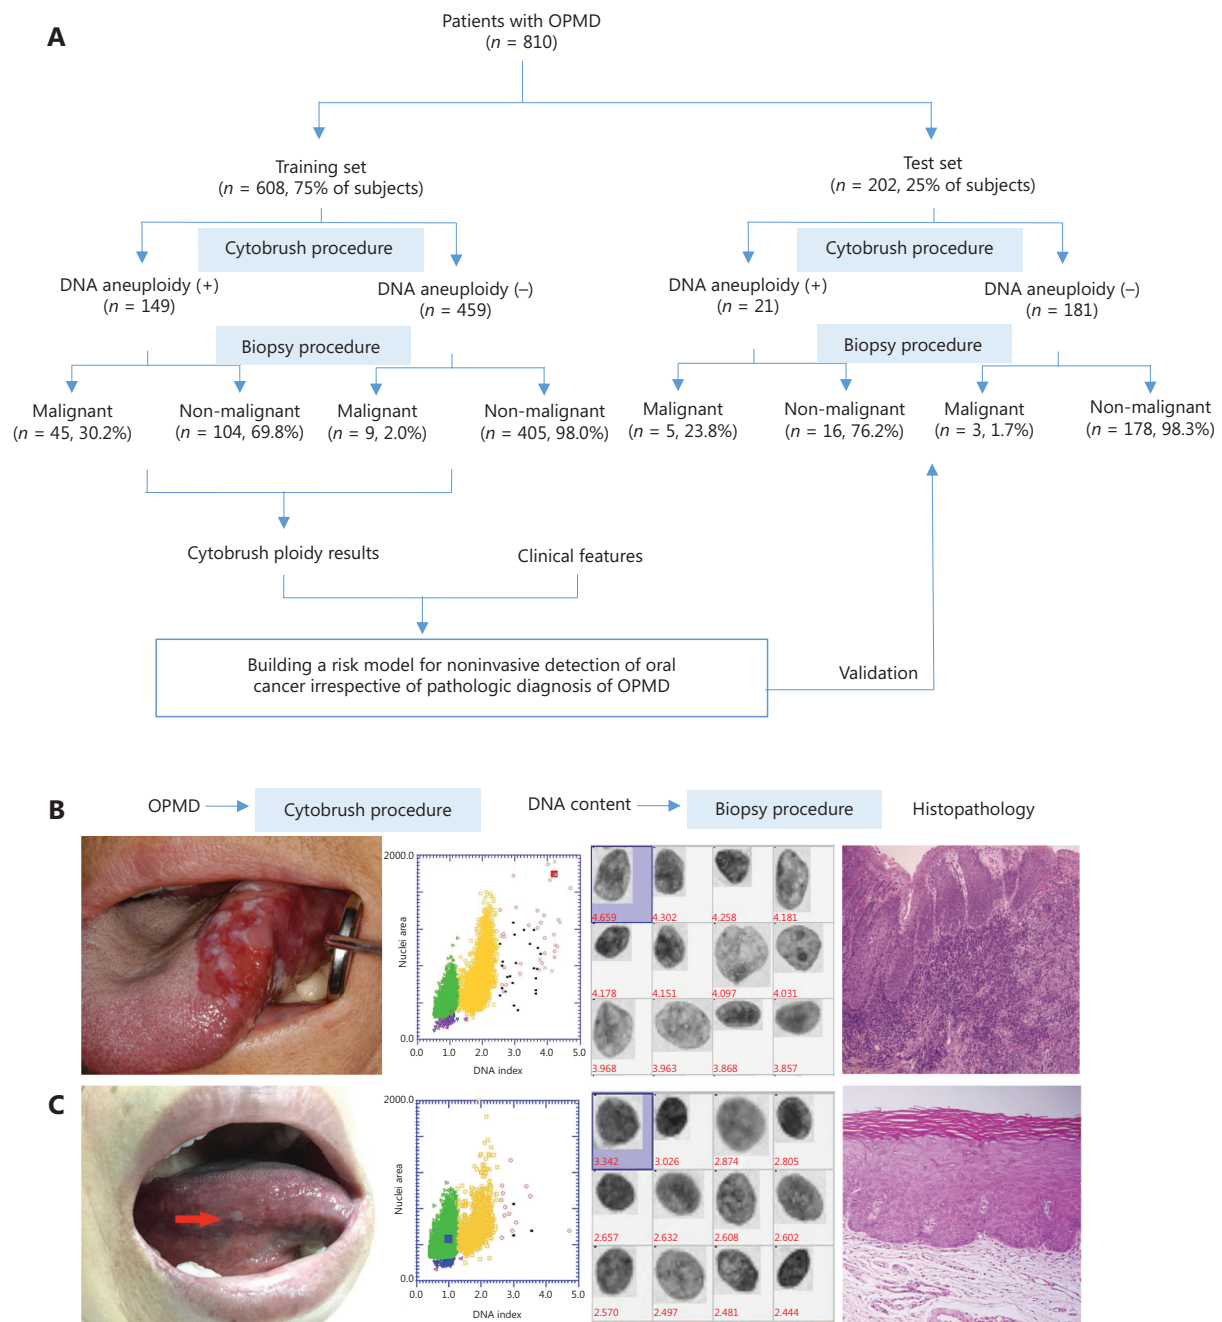 A
Patients with OPMD
(n = 810)
Training set
(n = 608, 75% of subjects)
Test set
(n = 202, 25% of subjects)
Cytobrush procedure
Cytobrush procedure
DNA aneuploidy (+)
(n = 149)
DNA aneuploidy (–)
(n = 459)
DNA aneuploidy (+)
(n = 21)
DNA aneuploidy (–)
(n = 181)
Biopsy procedure
Biopsy procedure
Malignant
(n = 45, 30.2%)
Non-malignant
(n = 104, 69.8%)
Malignant
(n = 9, 2.0%)
Non-malignant
(n = 405, 98.0%)
Malignant
(n = 5, 23.8%)
Non-malignant
(n = 16, 76.2%)
Malignant
(n = 3, 1.7%)
Non-malignant
(n = 178, 98.3%)
Cytobrush ploidy results
Clinical features
Building a risk model for noninvasive detection of oral
cancer irrespective of pathologic diagnosis of OPMD
Validation
B
OPMD
Cytobrush procedure
DNA content
Biopsy procedure
Histopathology
2000.0
Nuclei area
0.0
0.0 1.0 2.0 3.0 4.0 5.0
DNA index
4.659 4.302 4.258 4.181
4.178 4.151 4.097 4.031
3.968 3.963 3.868 3.857
C
2000.0
Nuclei area
0.0
0.0 1.0 2.0 3.0 4.0 5.0
DNA index
3.342 3.026 2.874 2.805
2.657 2.632 2.608 2.602
2.570 2.497 2.481 2.444